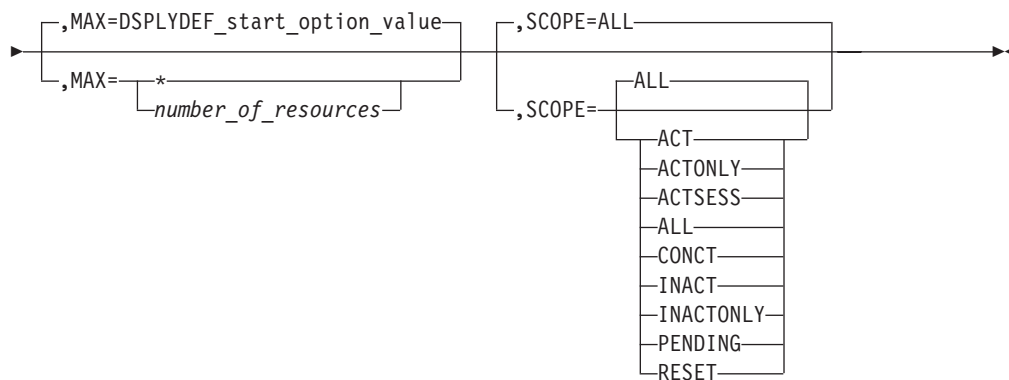 ,MAX=DSPLYDEF_start_option_value ,SCOPE=ALL
,MAX= * ALL
number_of_resources ,SCOPE=
ACT
ACTONLY
ACTSESS
ALL
CONCT
INACT
INACTONLY
PENDING
RESET